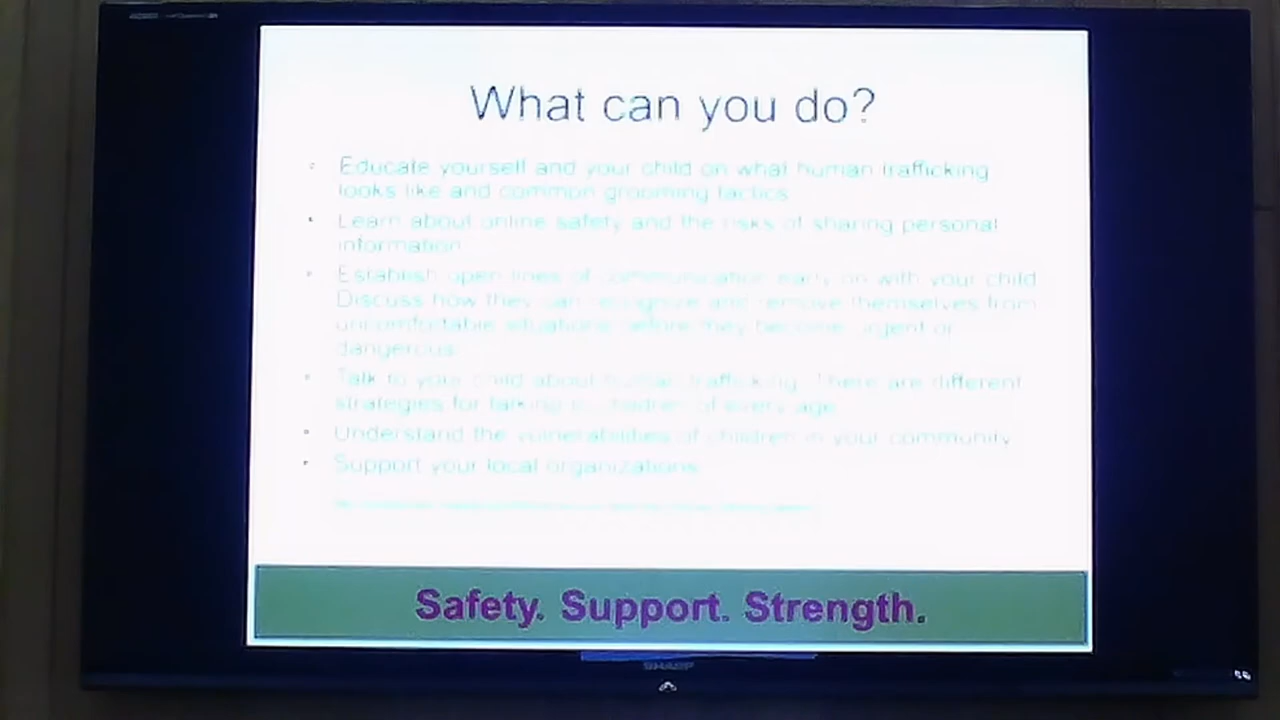 What can you do?
Educate yourself and your child on what human trafficking
looks like and common grooming tactics
Learn about online safety and the risks of sharing personal
information
Establish open lines of communication early on with your child
Discuss how they can recognize and remove themselves from
uncomfortable situations before they become urgent or
dangerous
Talk to your child about human trafficking. There are different
strategies for talking to children of every age
Understand the vulnerabilities of children in your community
Support your local organizations
Safety. Support. Strength.
SHARP